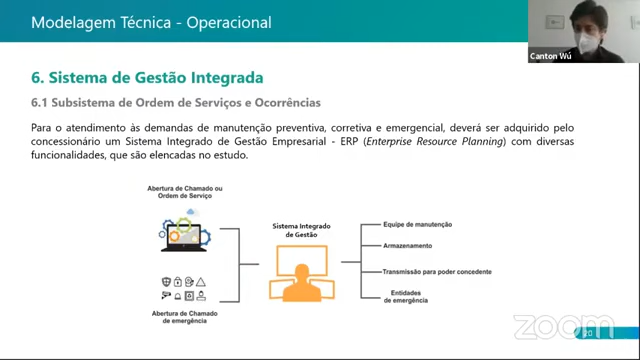 Modelagem Técnica - Operacional
Canton Wú
6. Sistema de Gestão Integrada
6.1 Subsistema de Ordem de Serviços e Ocorrências
Para o atendimento às demandas de manutenção preventiva, corretiva e emergencial, deverá ser adquirido pelo
concessionário um Sistema Integrado de Gestão Empresarial - ERP (Enterprise Resource Planning) com diversas
funcionalidades, que são elencadas no estudo.
Abertura de Chamado ou
Ordem de Serviço
Sistema Integrado
de Gestão
Equipe de manutenção
Armazenamento
Transmissão para poder concedente
Entidades
de emergência
Abertura de Chamado
de emergência
zoom
20